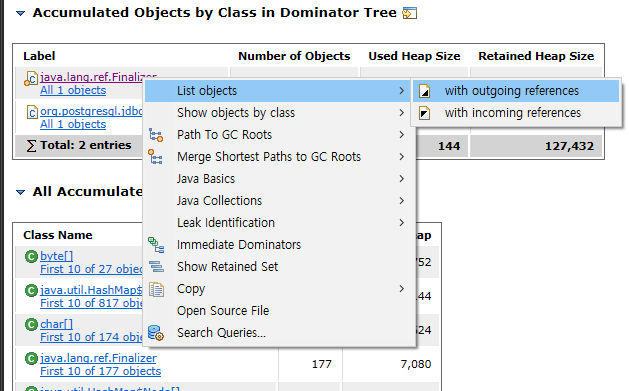 Accumulated Objects by Class in Dominator Tree
Label Number of Objects Used Heap Size Retained Heap Size
java.lang.ref.Finalizer
All 1 objects
org.postgresql.jdbc
All 1 objects
Total: 2 entries 144 127,432
List objects
Show objects by class
Path To GC Roots
Merge Shortest Paths to GC Roots
Java Basics
Java Collections
Leak Identification
Immediate Dominators
Show Retained Set
Copy
Open Source File
Search Queries...
with outgoing references
with incoming references
All Accumulate
Class Name
byte[]
First 10 of 27 objec
java.util.HashMap$
First 10 of 817 obje
char[]
First 10 of 174 obje
java.lang.ref.Finalizer 177 7,080
First 10 of 177 objects
java.util.HashMap$Node[]